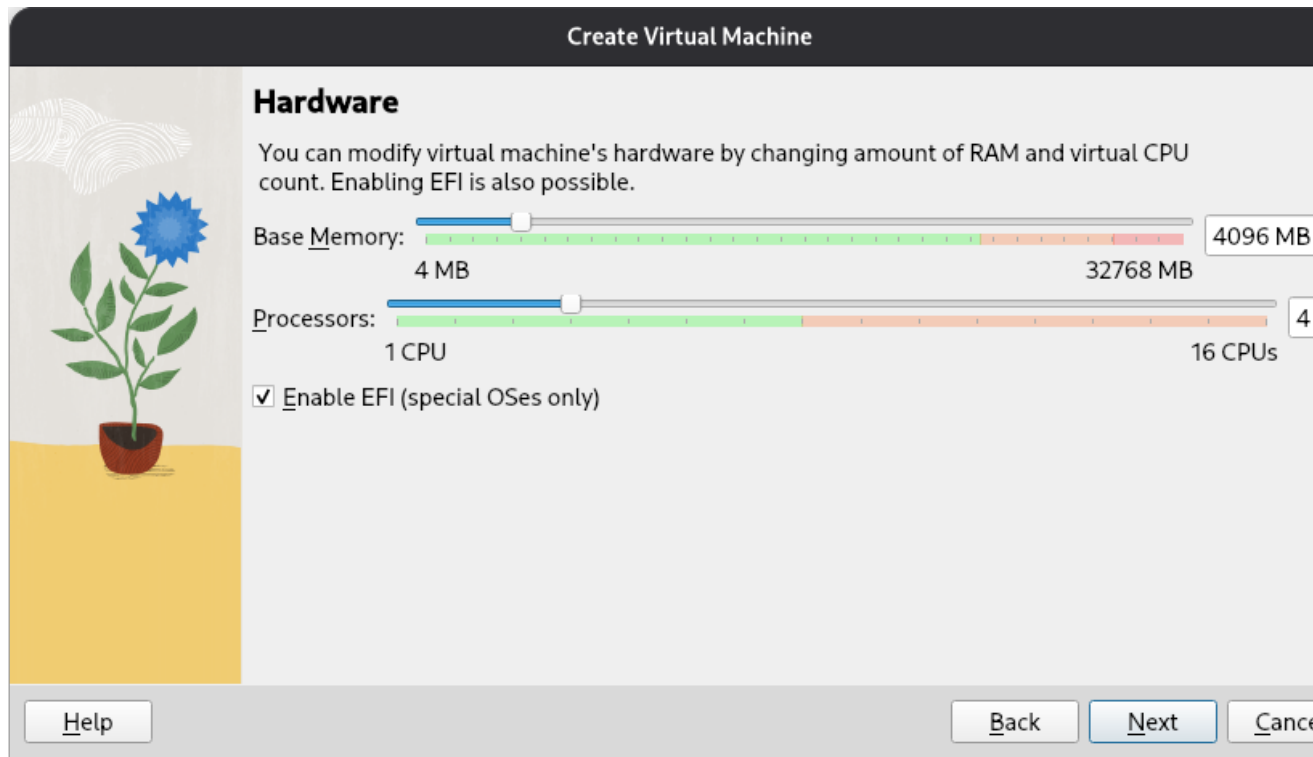 Create Virtual Machine
Hardware
You can modify virtual machine's hardware by changing amount of RAM and virtual CPU
count. Enabling EFI is also possible.
Base Memory: 4096 MB
4 MB 32768 MB
Processors: 4
1 CPU 16 CPUs
Enable EFI (special OSes only)
Help Back Next